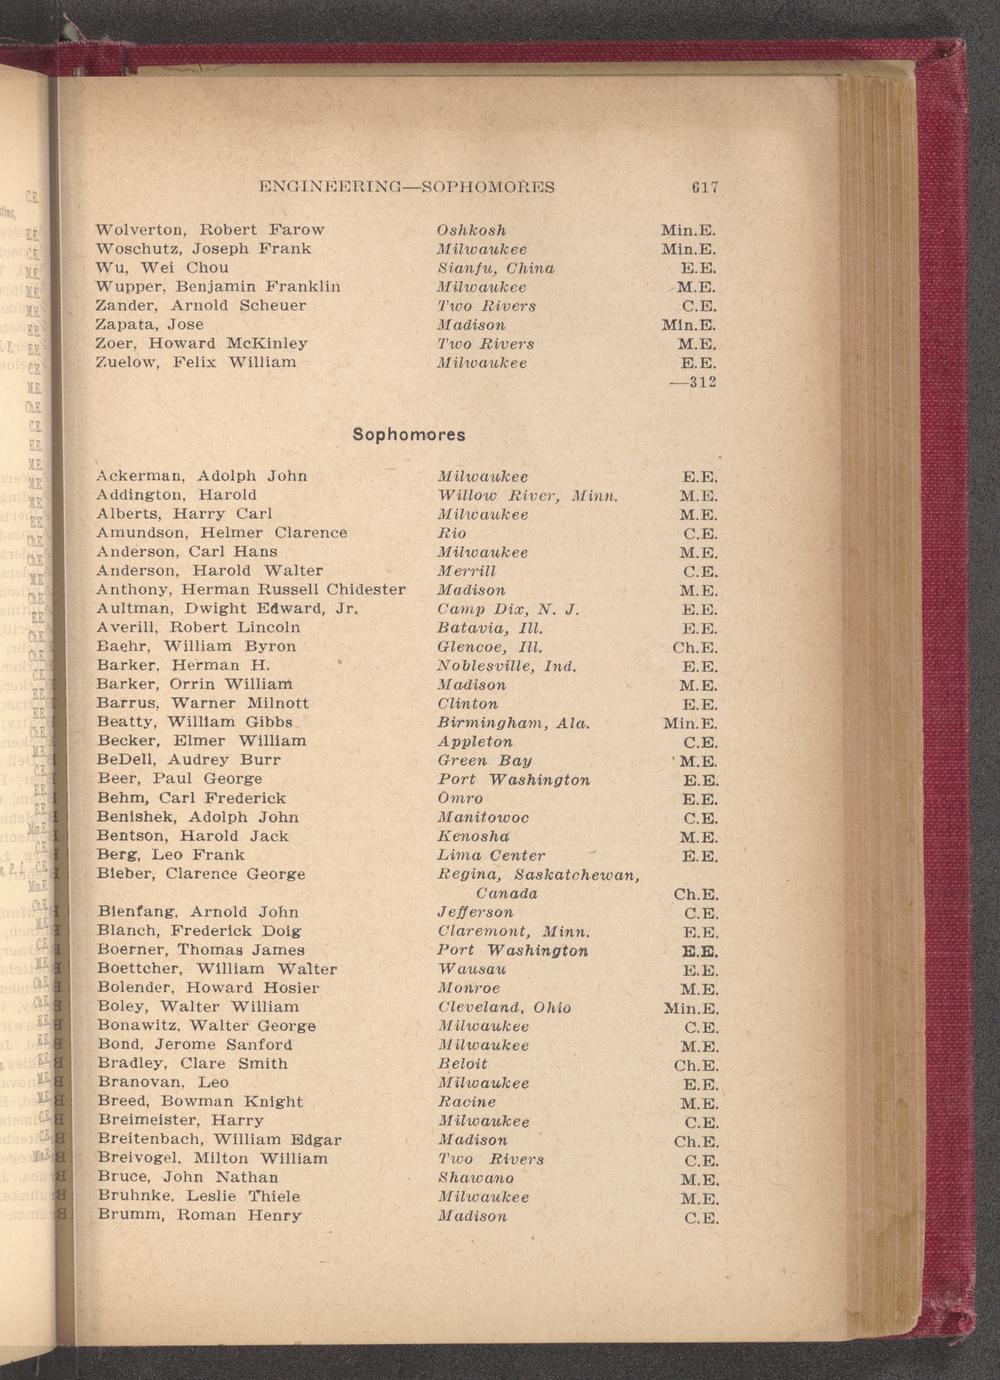 ENGINEERING—SOPHOMORES 617
Wolverton, Robert Farow Oshkosh Min.E.
Woschutz, Joseph Frank Milwaukee Min.E.
Wu, Wei Chou Sianfu, China E.E.
Wupper, Benjamin Franklin Milwaukee M.E.
Zander, Arnold Scheuer Two Rivers C.E.
Zapata, Jose Madison Min.E.
Zoer, Howard McKinley Two Rivers M.E.
Zuelow, Felix William Milwaukee E.E.
—312
Sophomores
Ackerman, Adolph John Milwaukee E.E.
Addington, Harold Willow River, Minn. M.E.
Alberts, Harry Carl Milwaukee M.E.
Amundson, Helmer Clarence Rio C.E.
Anderson, Carl Hans Milwaukee M.E.
Anderson, Harold Walter Merrill C.E.
Anthony, Herman Russell Chidester Madison M.E.
Aultman, Dwight Edward, Jr. Camp Dix, N. J. E.E.
Averill, Robert Lincoln Batavia, Ill. E.E.
Baehr, William Byron Glencoe, Ill. Ch.E.
Barker, Herman H. Noblesville, Ind. E.E.
Barker, Orrin William Madison M.E.
Barrus, Warner Milnott Clinton E.E.
Beatty, William Gibbs Birmingham, Ala. Min.E.
Becker, Elmer William Appleton C.E.
BeDell, Audrey Burr Green Bay M.E.
Beer, Paul George Port Washington E.E.
Behm, Carl Frederick Omro E.E.
Benishek, Adolph John Manitowoc C.E.
Bentson, Harold Jack Kenosha M.E.
Berg, Leo Frank Lima Center E.E.
Bieber, Clarence George Regina, Saskatchewan,
Canada Ch.E.
Bienfang, Arnold John Jefferson C.E.
Blanch, Frederick Doig Claremont, Minn. E.E.
Boerner, Thomas James Port Washington E.E.
Boettcher, William Walter Wausau E.E.
Bolender, Howard Hosier Monroe M.E.
Boley, Walter William Cleveland, Ohio Min.E.
Bonawitz, Walter George Milwaukee C.E.
Bond, Jerome Sanford Milwaukee M.E.
Bradley, Clare Smith Beloit Ch.E.
Branovan, Leo Milwaukee E.E.
Breed, Bowman Knight Racine M.E.
Breimeister, Harry Milwaukee C.E.
Breitenbach, William Edgar Madison Ch.E.
Breivogel, Milton William Two Rivers C.E.
Bruce, John Nathan Shawano M.E.
Bruhnke, Leslie Thiele Milwaukee M.E.
Brumm, Roman Henry Madison C.E.